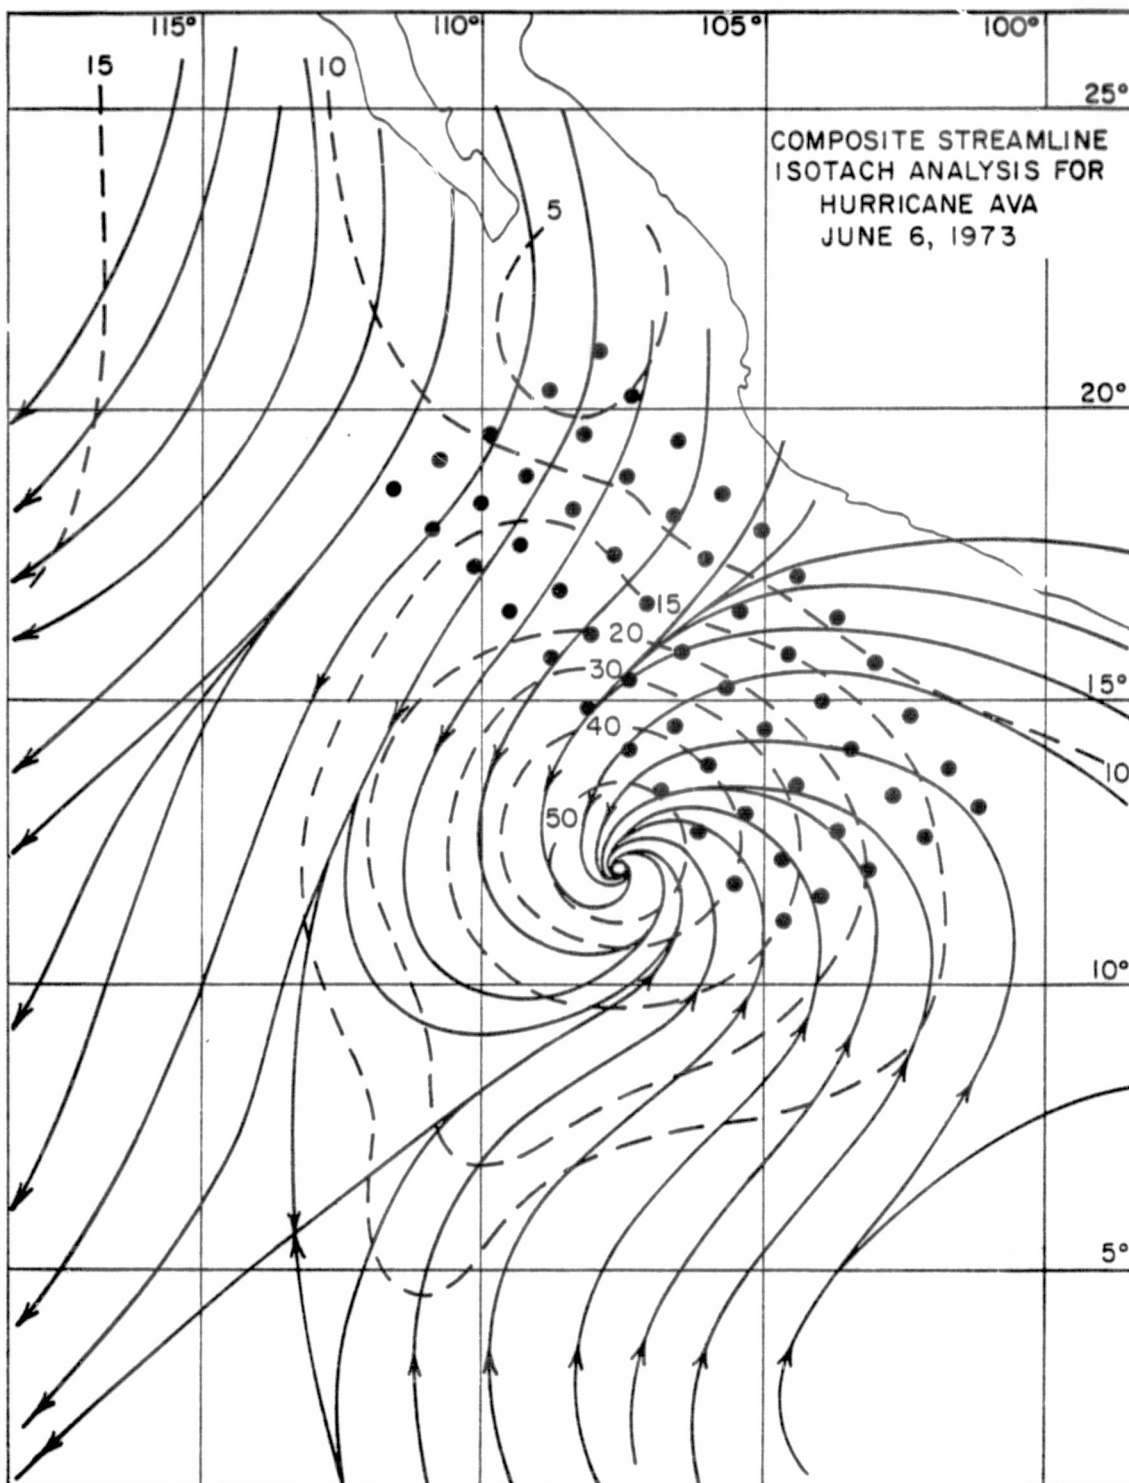 115° 110° 105° 100°
15 10
25°
COMPOSITE STREAMLINE
ISOTACH ANALYSIS FOR
HURRICANE AVA
JUNE 6, 1973
5
20°
15
20
30
15°
40
10
50
10°
5°